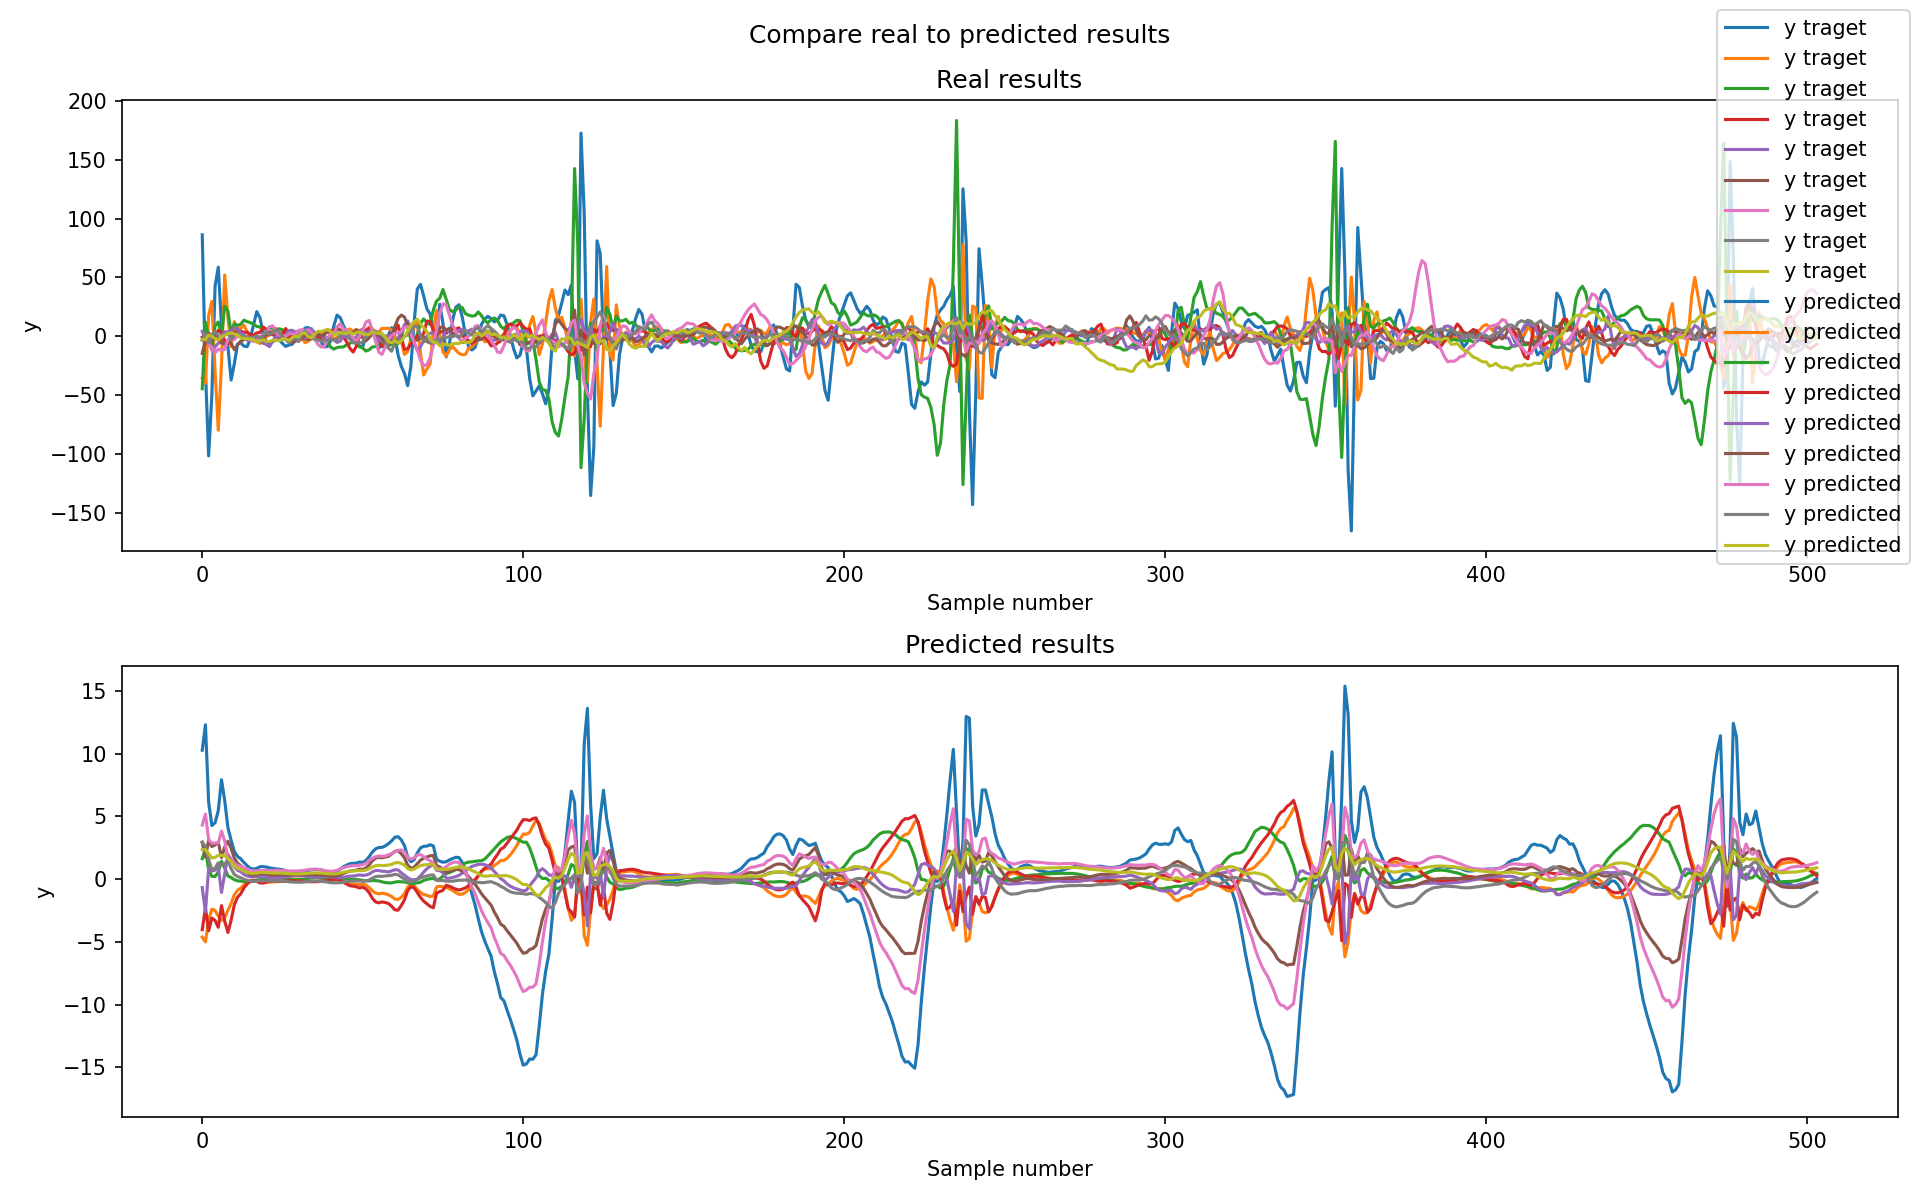 Compare real to predicted results
Real results
y traget
y traget
y traget
y traget
y traget
y traget
y traget
y traget
y traget
y predicted
y predicted
y predicted
y predicted
y predicted
y predicted
y predicted
y predicted
y predicted
200
150
100
50
0
−50
−100
−150
y
0 100 200 300 400 500
Sample number
Predicted results
15
10
5
0
−5
−10
−15
y
0 100 200 300 400 500
Sample number